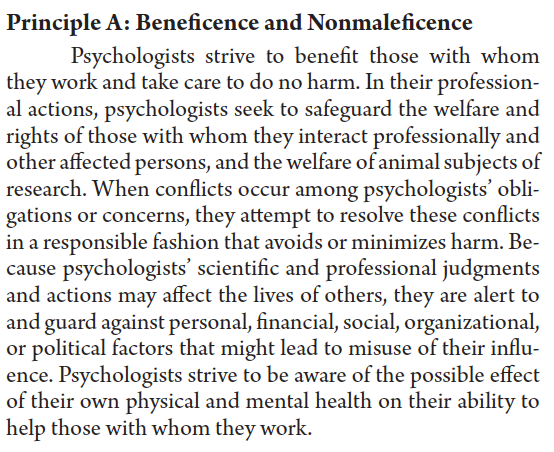 Principle A: Beneficence and Nonmaleficence
Psychologists strive to benefit those with whom
they work and take care to do no harm. In their profession-
al actions, psychologists seek to safeguard the welfare and
rights of those with whom they interact professionally and
other affected persons, and the welfare of animal subjects of
research. When conflicts occur among psychologists’ obli-
gations or concerns, they attempt to resolve these conflicts
in a responsible fashion that avoids or minimizes harm. Be-
cause psychologists’ scientific and professional judgments
and actions may affect the lives of others, they are alert to
and guard against personal, financial, social, organizational,
or political factors that might lead to misuse of their influ-
ence. Psychologists strive to be aware of the possible effect
of their own physical and mental health on their ability to
help those with whom they work.